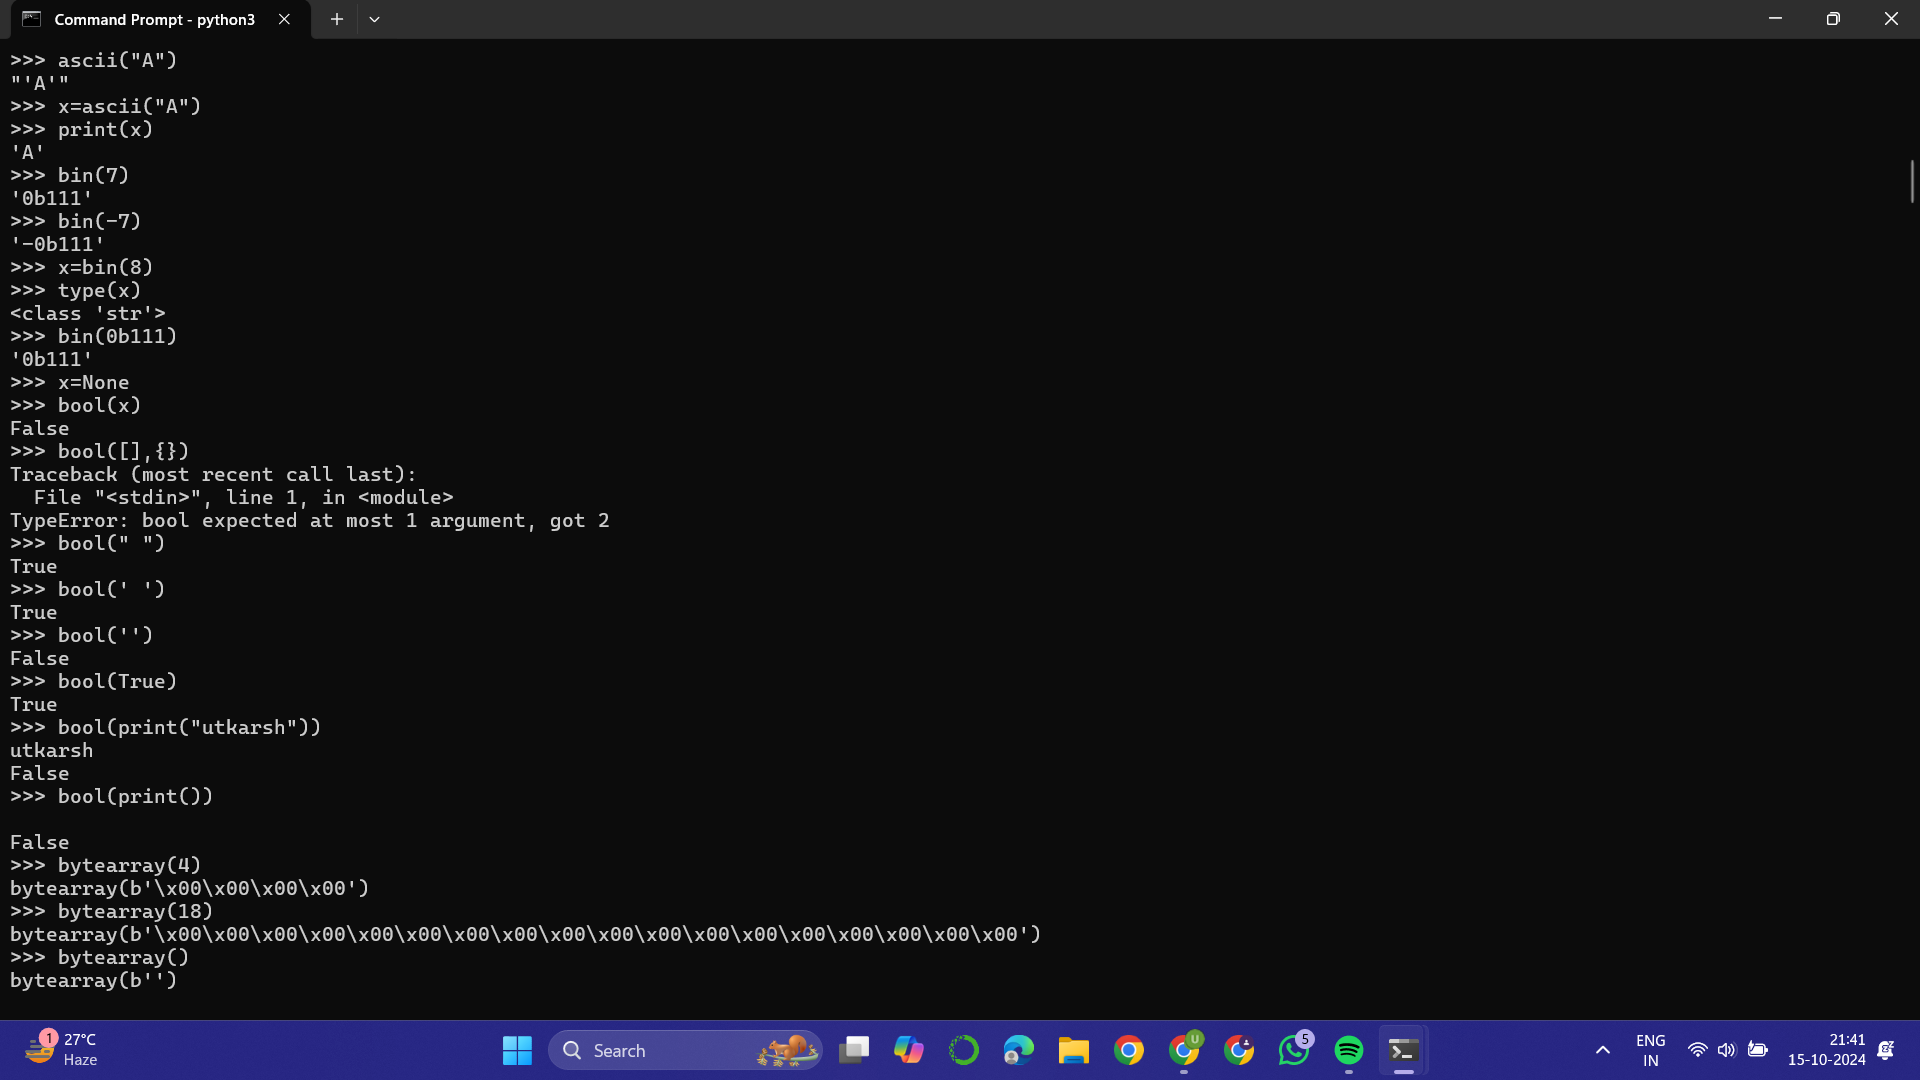 Command Prompt - python3
>>> ascii("A")
"'A'"
>>> x=ascii("A")
>>> print(x)
'A'
>>> bin(7)
'0b111'
>>> bin(-7)
'-0b111'
>>> x=bin(8)
>>> type(x)
<class 'str'>
>>> bin(0b111)
'0b111'
>>> x=None
>>> bool(x)
False
>>> bool([],{})
Traceback (most recent call last):
  File "<stdin>", line 1, in <module>
TypeError: bool expected at most 1 argument, got 2
>>> bool(" ")
True
>>> bool(' ')
True
>>> bool('')
False
>>> bool(True)
True
>>> bool(print("utkarsh"))
utkarsh
False
>>> bool(print())

False
>>> bytearray(4)
bytearray(b'\x00\x00\x00\x00')
>>> bytearray(18)
bytearray(b'\x00\x00\x00\x00\x00\x00\x00\x00\x00\x00\x00\x00\x00\x00\x00\x00\x00\x00')
>>> bytearray()
bytearray(b'')
1
27°C
Haze
Search
U
5
ENG
IN
21:41
15-10-2024